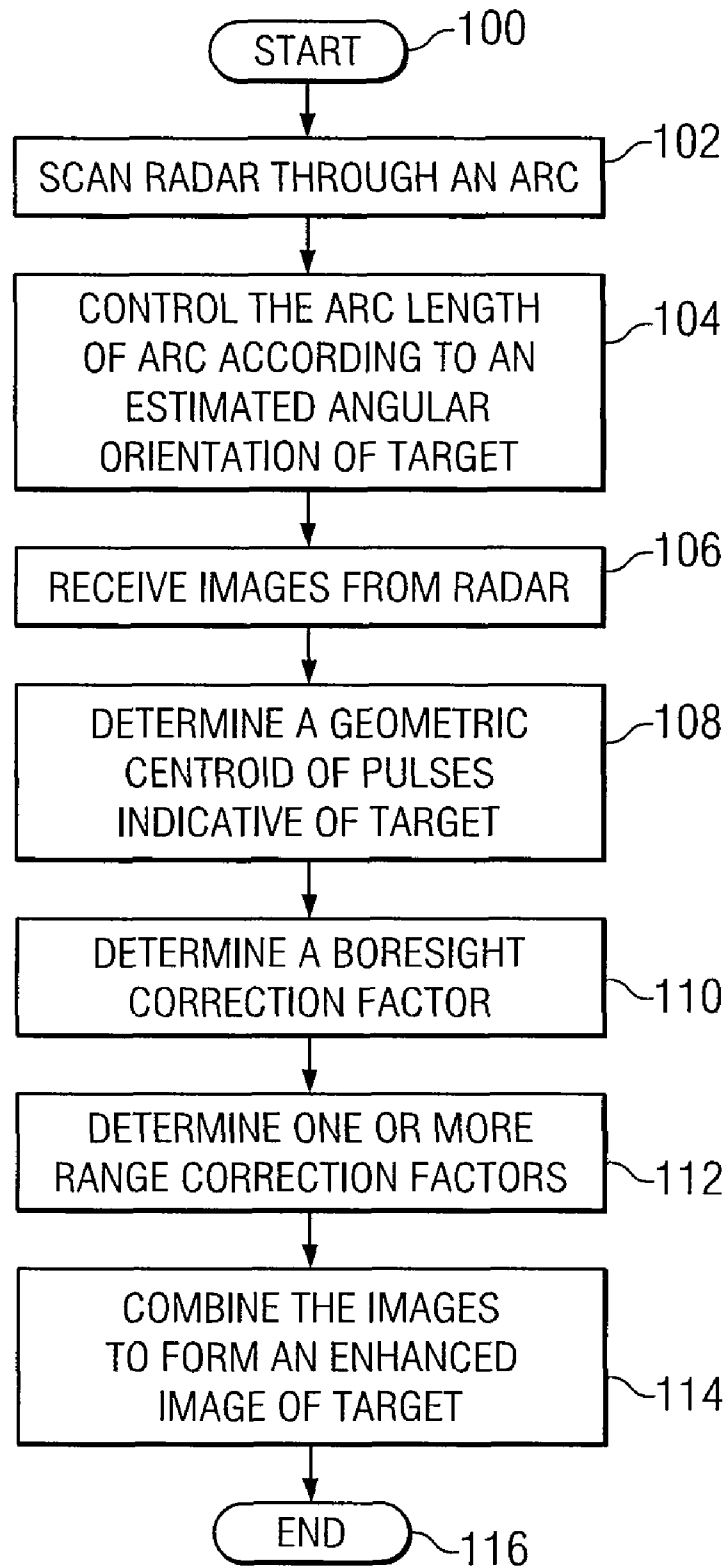 START
100
SCAN RADAR THROUGH AN ARC
102
CONTROL THE ARC LENGTH
OF ARC ACCORDING TO AN
ESTIMATED ANGULAR
ORIENTATION OF TARGET
104
RECEIVE IMAGES FROM RADAR
106
DETERMINE A GEOMETRIC
CENTROID OF PULSES
INDICATIVE OF TARGET
108
DETERMINE A BORESIGHT
CORRECTION FACTOR
110
DETERMINE ONE OR MORE
RANGE CORRECTION FACTORS
112
COMBINE THE IMAGES
TO FORM AN ENHANCED
IMAGE OF TARGET
114
END
116